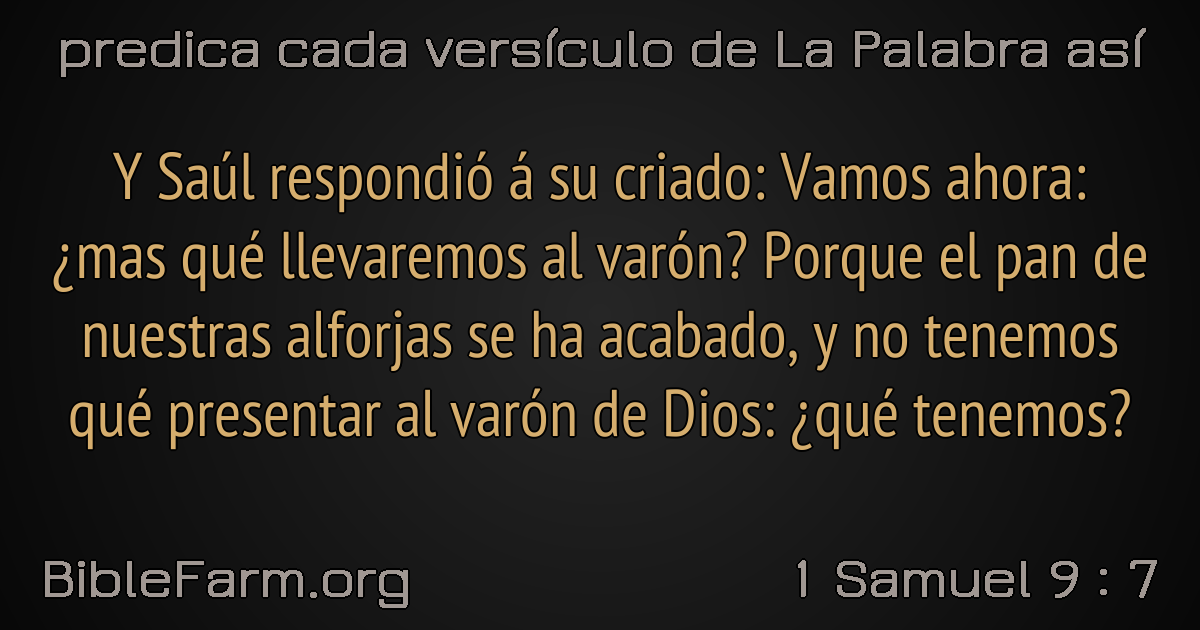 predica cada versículo de La Palabra así
Y Saúl respondió á su criado: Vamos ahora:
¿mas qué llevaremos al varón? Porque el pan de
nuestras alforjas se ha acabado, y no tenemos
qué presentar al varón de Dios: ¿qué tenemos?
BibleFarm.org 1 Samuel 9 : 7